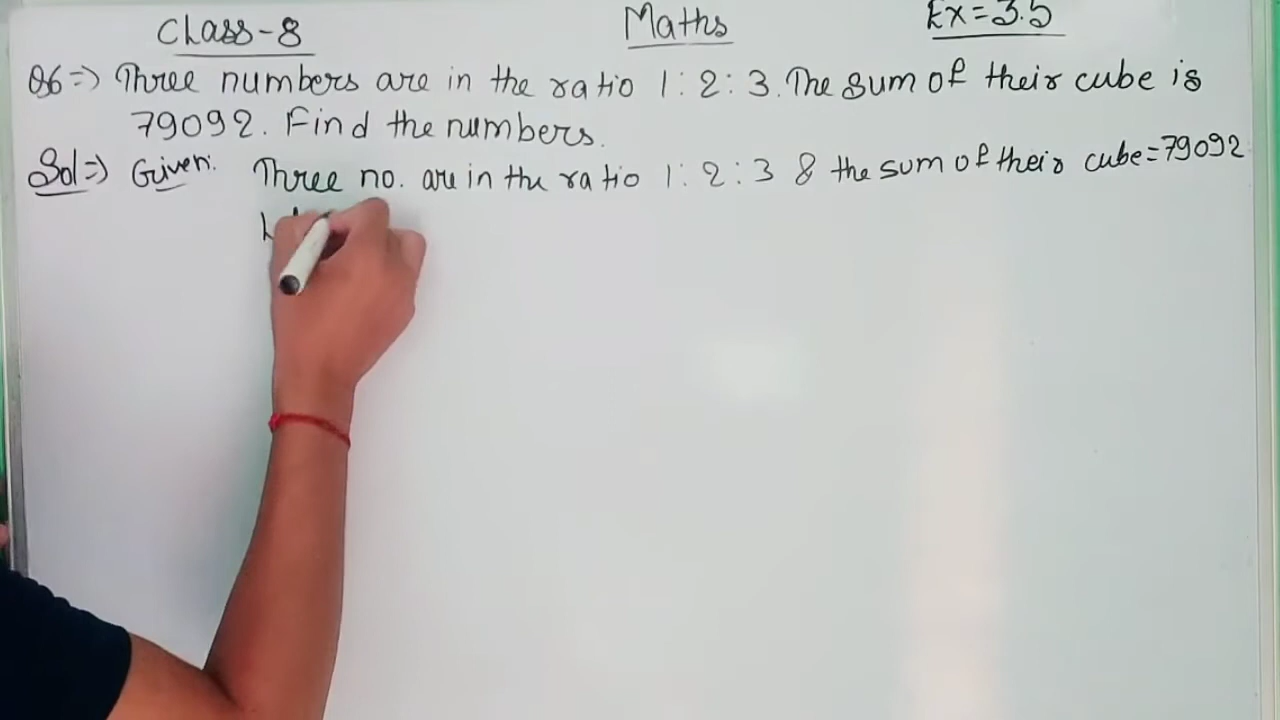 Class-8 Maths Ex=3.5
Q6=> Three numbers are in the ratio 1:2:3. The sum of their cube is
79092. Find the numbers.
Sol=> Given: Three no. are in the ratio 1:2:3 & the sum of their cube=79092